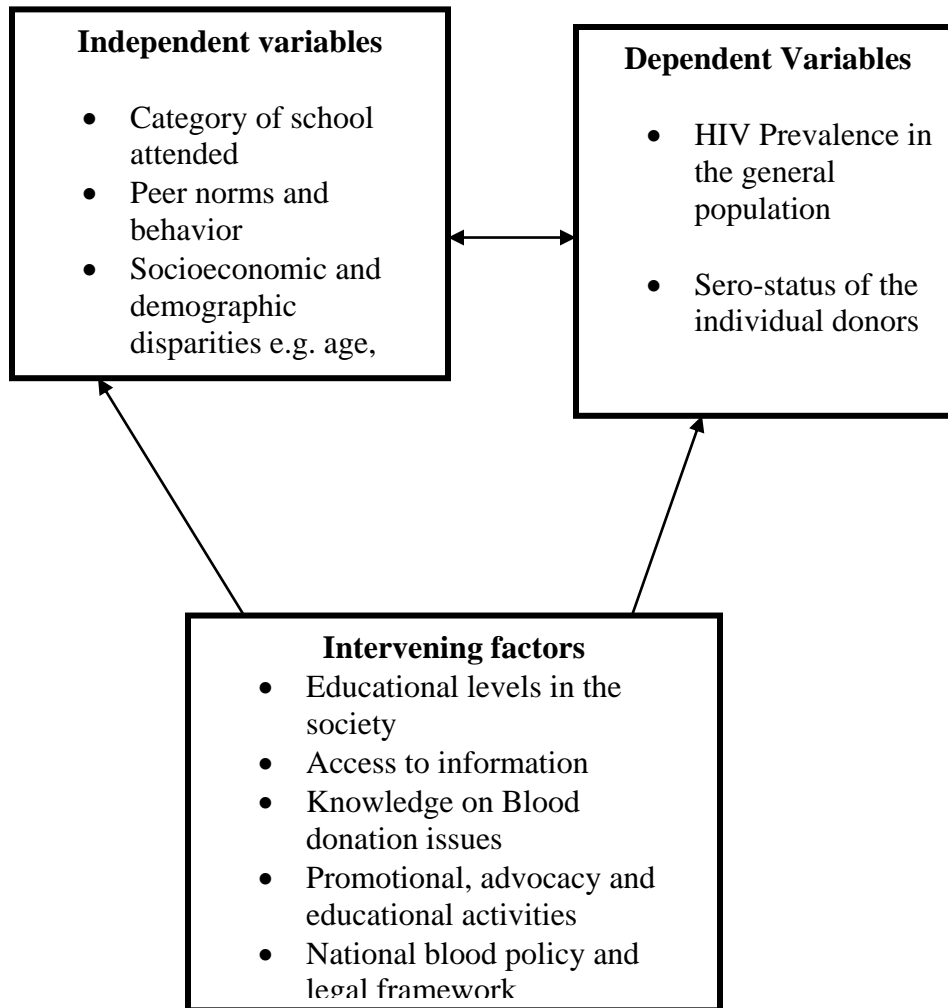 Independent variables
• Category of school
attended
• Peer norms and
behavior
• Socioeconomic and
demographic
disparities e.g. age,
Dependent Variables
• HIV Prevalence in
the general
population
• Sero-status of the
individual donors
Intervening factors
• Educational levels in the
society
• Access to information
• Knowledge on Blood
donation issues
• Promotional, advocacy and
educational activities
• National blood policy and
legal framework